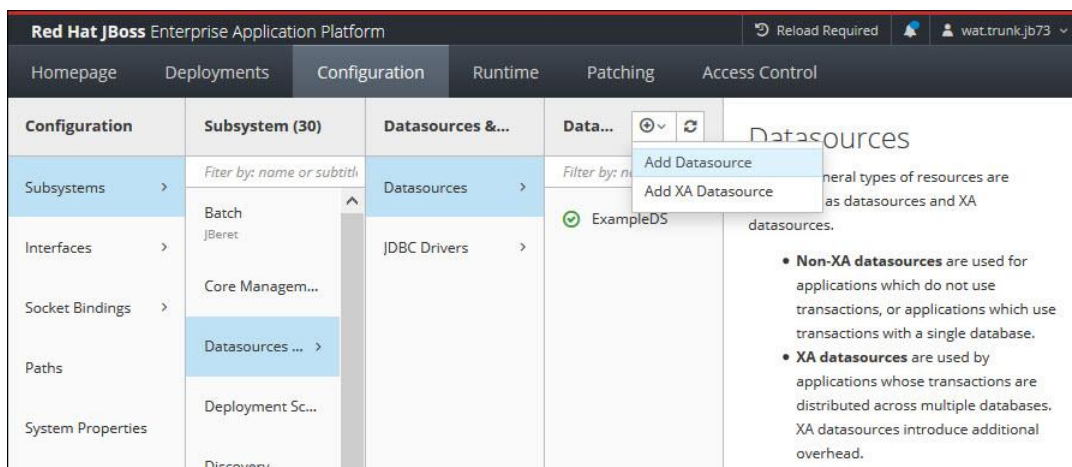 Red Hat JBoss Enterprise Application Platform
Reload Required
wat.trunk.jb73
Homepage
Deployments
Configuration
Runtime
Patching
Access Control
Configuration
Subsystems
Interfaces
Socket Bindings
Paths
System Properties
Subsystem (30)
Fiter by: name or subtitl
Batch
JBeret
Core Managem...
Datasources ...
Deployment Sc...
Discovery
Datasources &...
Datasources
JDBC Drivers
Data...
Filter by: n
ExampleDS
Add Datasource
Add XA Datasource
Datasources
neral types of resources are
as datasources and XA
datasources.
• Non-XA datasources are used for
applications which do not use
transactions, or applications which use
transactions with a single database.
• XA datasources are used by
applications whose transactions are
distributed across multiple databases.
XA datasources introduce additional
overhead.